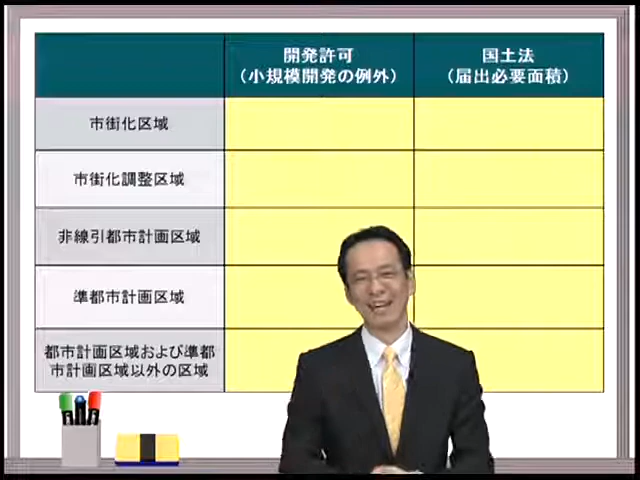 開発許可
（小規模開発の例外）
国土法
（届出必要面積）
市街化区域
市街化調整区域
非線引都市計画区域
準都市計画区域
都市計画区域および準都
市計画区域以外の区域